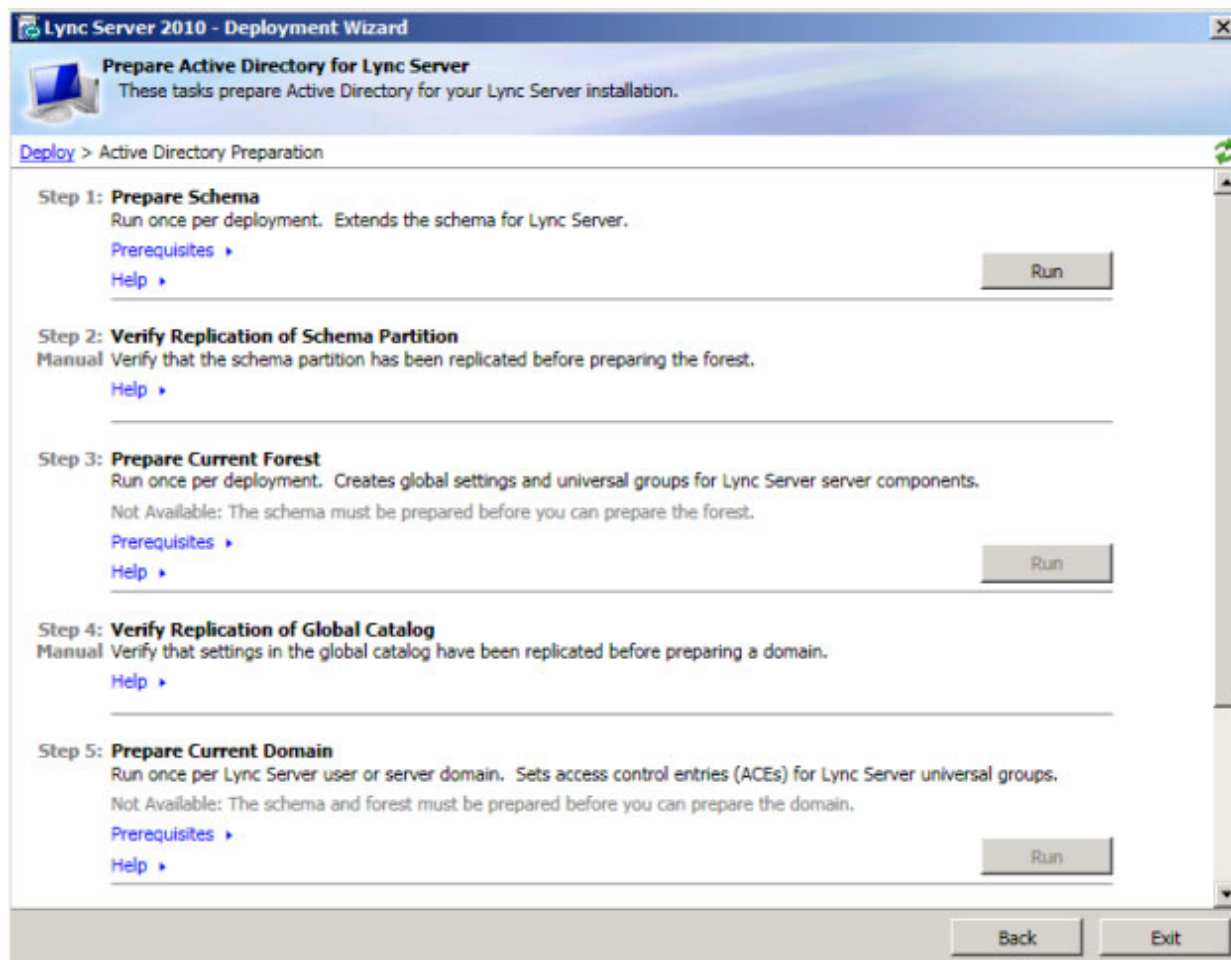 Lync Server 2010 - Deployment Wizard
Prepare Active Directory for Lync Server
These tasks prepare Active Directory for your Lync Server installation.
Deploy > Active Directory Preparation
Step 1: Prepare Schema
Run once per deployment. Extends the schema for Lync Server.
Prerequisites ▸
Help ▸
Run
Step 2: Verify Replication of Schema Partition
Manual Verify that the schema partition has been replicated before preparing the forest.
Help ▸
Step 3: Prepare Current Forest
Run once per deployment. Creates global settings and universal groups for Lync Server server components.
Not Available: The schema must be prepared before you can prepare the forest.
Prerequisites ▸
Help ▸
Run
Step 4: Verify Replication of Global Catalog
Manual Verify that settings in the global catalog have been replicated before preparing a domain.
Help ▸
Step 5: Prepare Current Domain
Run once per Lync Server user or server domain. Sets access control entries (ACEs) for Lync Server universal groups.
Not Available: The schema and forest must be prepared before you can prepare the domain.
Prerequisites ▸
Help ▸
Run
Back Exit